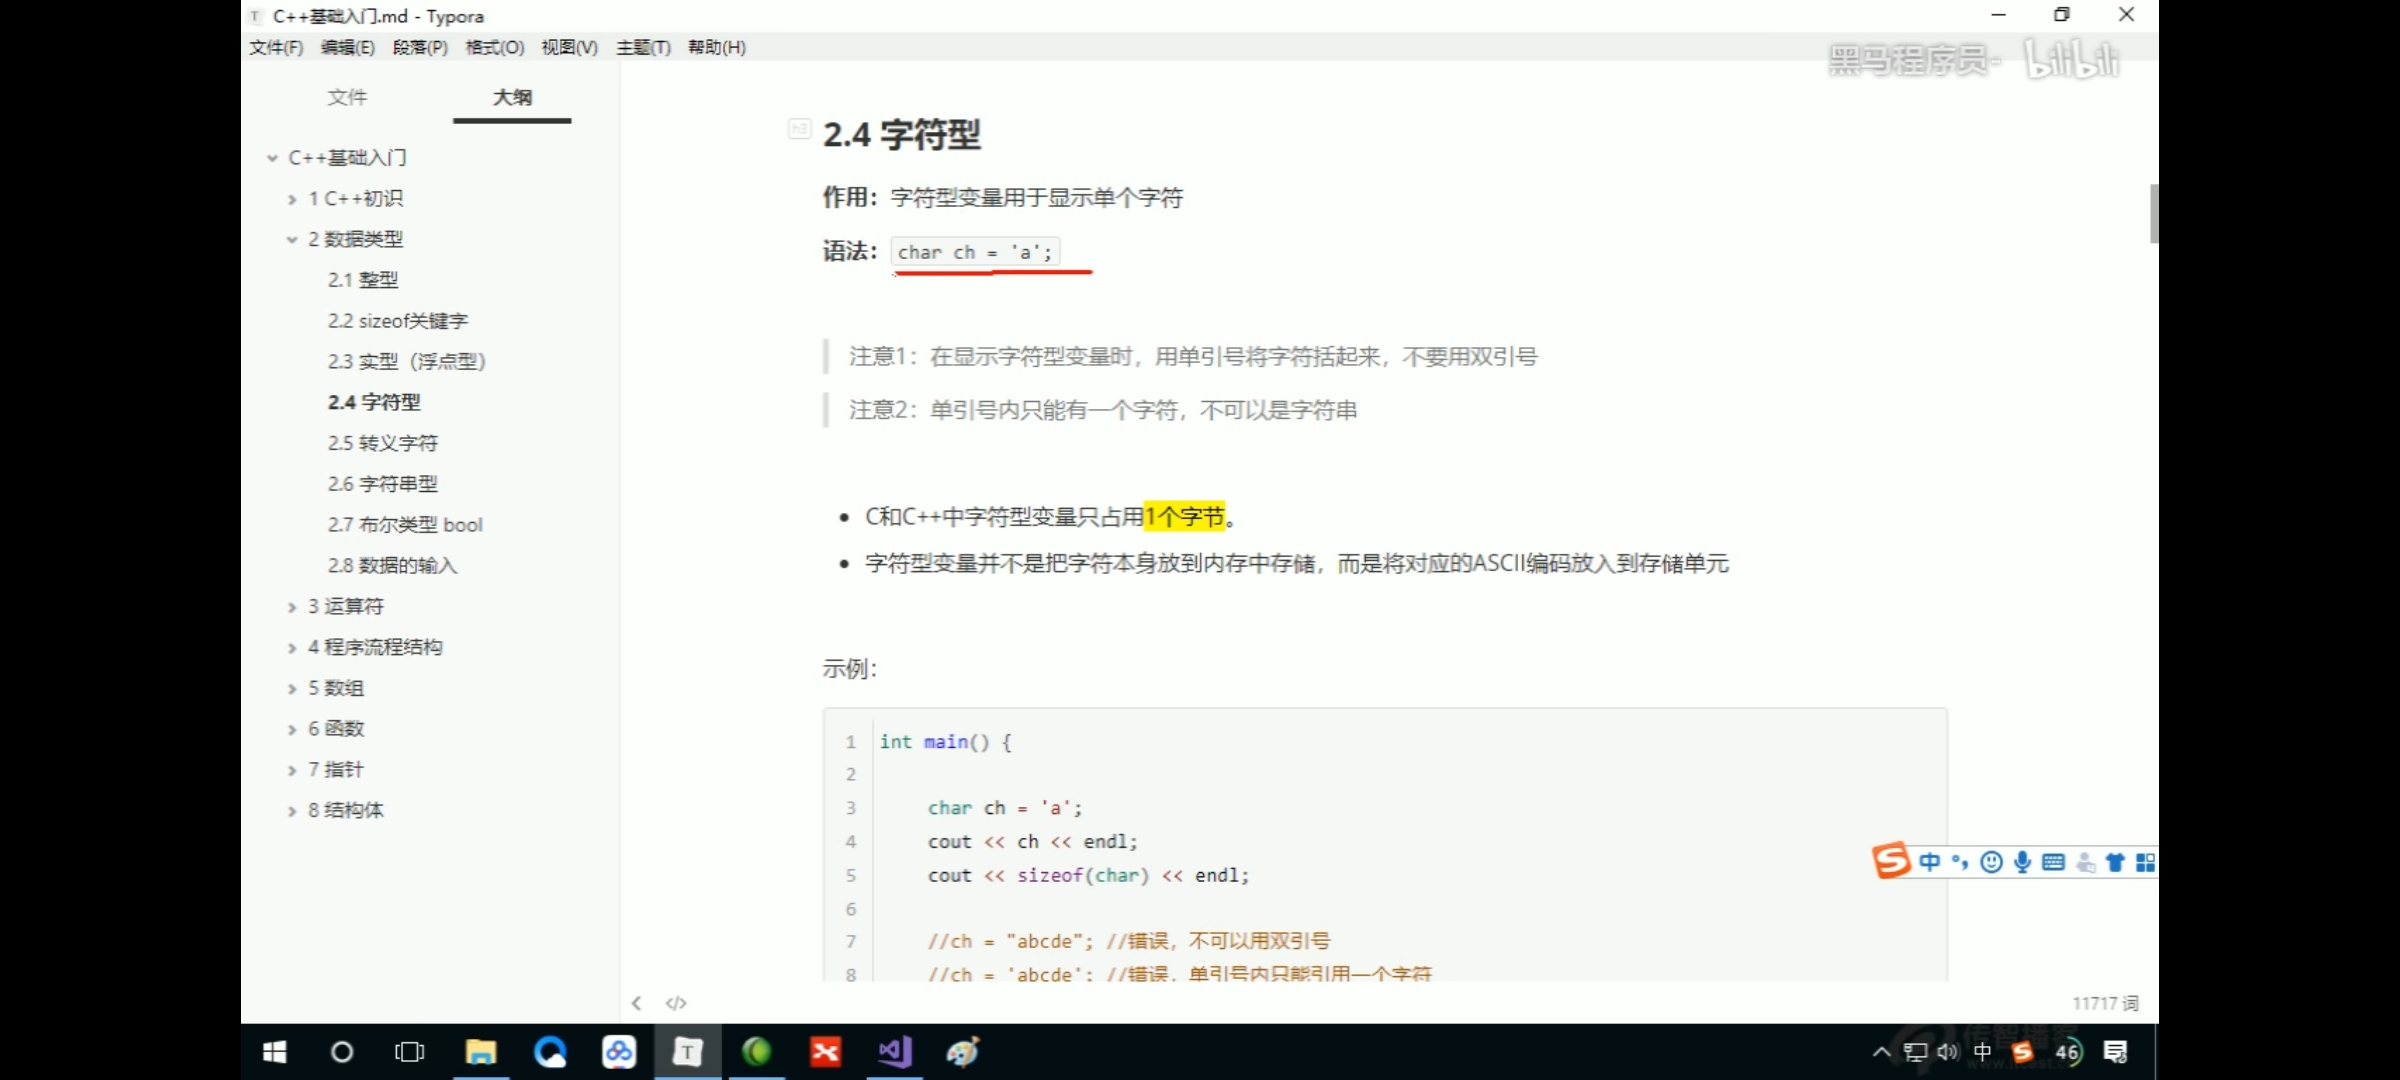 C++基础入门.md - Typora
文件(F) 编辑(E) 段落(P) 格式(O) 视图(V) 主题(T) 帮助(H)
黑马程序员- bilibili
文件 大纲
C++基础入门
1 C++初识
2 数据类型
2.1 整型
2.2 sizeof关键字
2.3 实型（浮点型）
2.4 字符型
2.5 转义字符
2.6 字符串型
2.7 布尔类型 bool
2.8 数据的输入
3 运算符
4 程序流程结构
5 数组
6 函数
7 指针
8 结构体
h3 2.4 字符型
作用：字符型变量用于显示单个字符
语法：char ch = 'a';
注意1：在显示字符型变量时，用单引号将字符括起来，不要用双引号
注意2：单引号内只能有一个字符，不可以是字符串
C和C++中字符型变量只占用1个字节。
字符型变量并不是把字符本身放到内存中存储，而是将对应的ASCII编码放入到存储单元
示例：
1 int main() {
2
3 char ch = 'a';
4 cout << ch << endl;
5 cout << sizeof(char) << endl;
6
7 //ch = "abcde"; //错误，不可以用双引号
8 //ch = 'abcde'; //错误，单引号内只能引用一个字符
S 中
11717 词
T
中 S 46